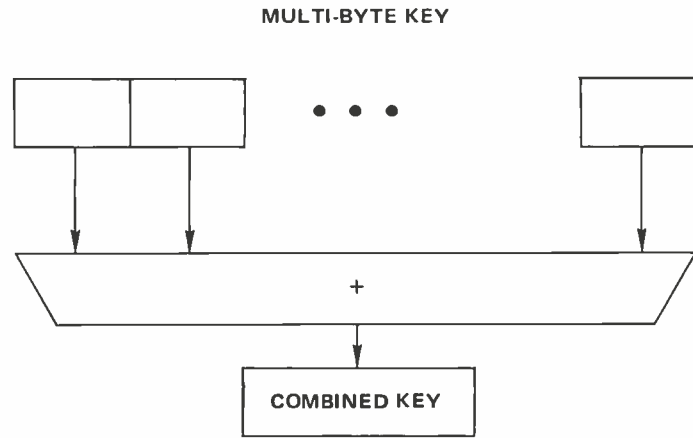 MULTI-BYTE KEY
• • •
+
COMBINED KEY